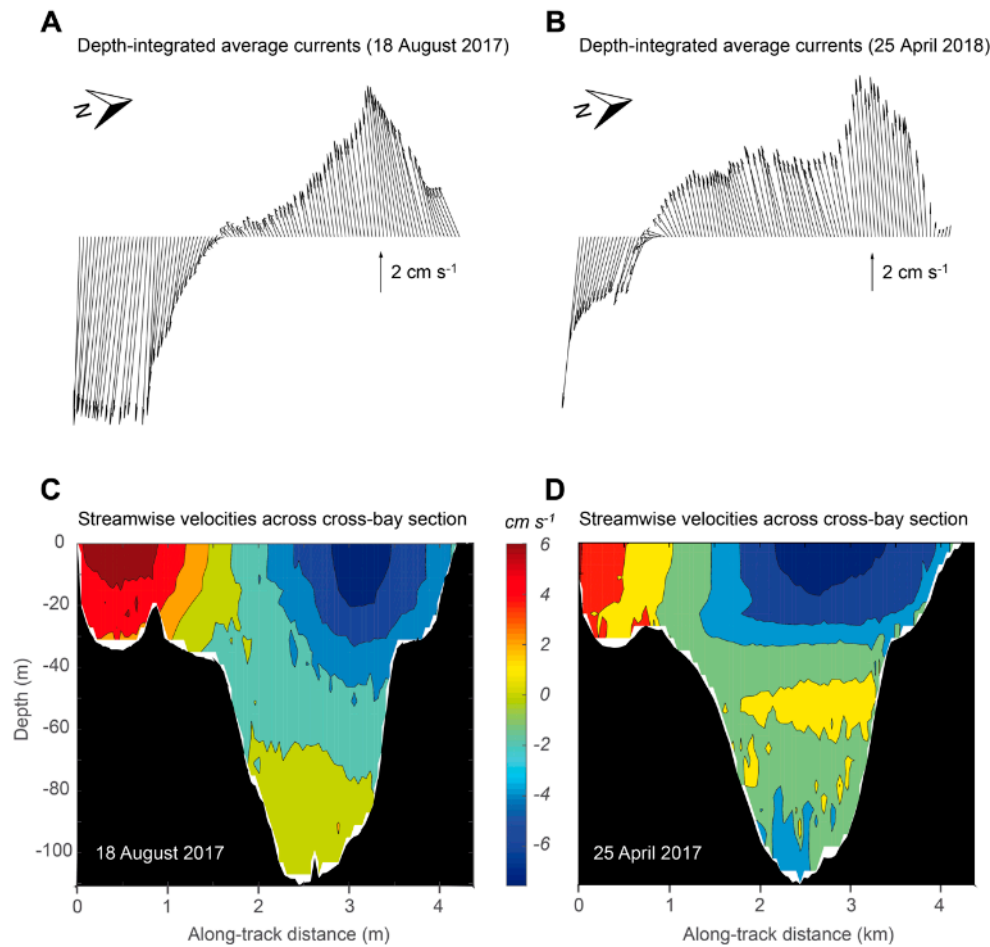 A
Depth-integrated average currents (18 August 2017)
N
2 cm s-1
B
Depth-integrated average currents (25 April 2018)
N
2 cm s-1
C
Streamwise velocities across cross-bay section
0
-20
-40
-60
-80
-100
Depth (m)
18 August 2017
0 1 2 3 4
Along-track distance (m)
cm s-1
6
4
2
0
-2
-4
-6
D
Streamwise velocities across cross-bay section
25 April 2017
0 1 2 3 4
Along-track distance (km)